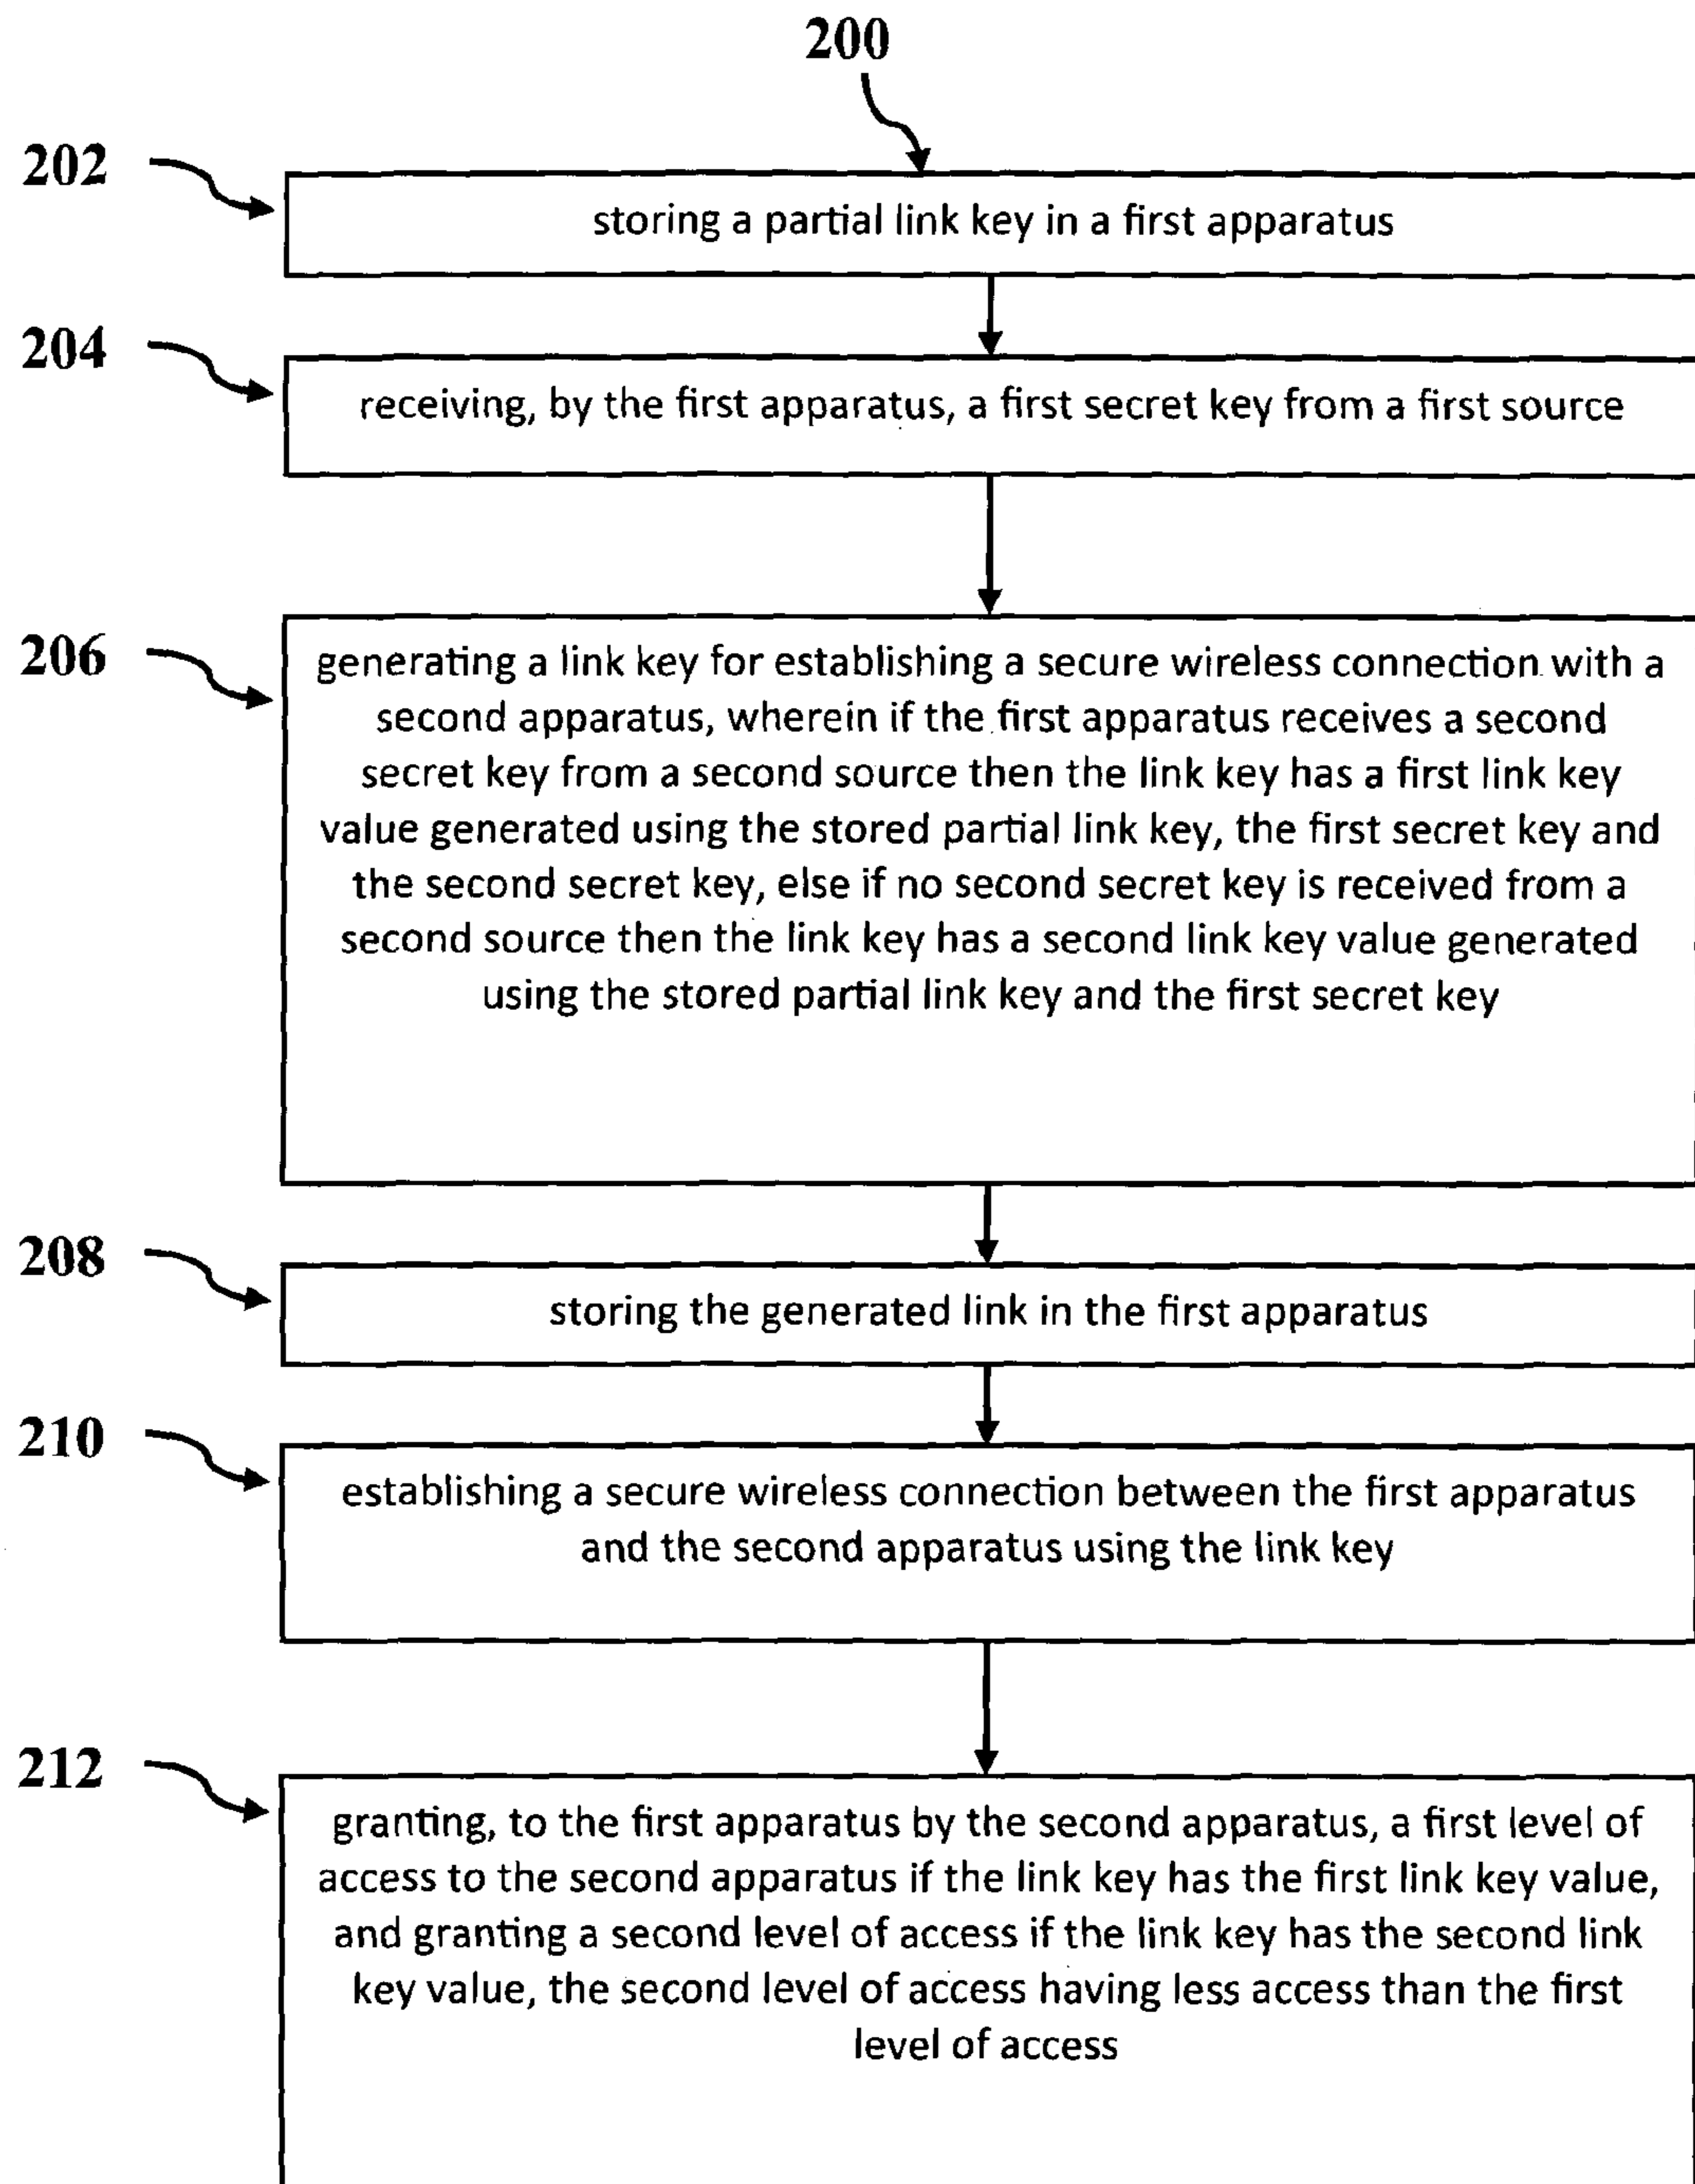 200
202
storing a partial link key in a first apparatus
204
receiving, by the first apparatus, a first secret key from a first source
206
generating a link key for establishing a secure wireless connection with a
second apparatus, wherein if the first apparatus receives a second
secret key from a second source then the link key has a first link key
value generated using the stored partial link key, the first secret key and
the second secret key, else if no second secret key is received from a
second source then the link key has a second link key value generated
using the stored partial link key and the first secret key
208
storing the generated link in the first apparatus
210
establishing a secure wireless connection between the first apparatus
and the second apparatus using the link key
212
granting, to the first apparatus by the second apparatus, a first level of
access to the second apparatus if the link key has the first link key value,
and granting a second level of access if the link key has the second link
key value, the second level of access having less access than the first
level of access